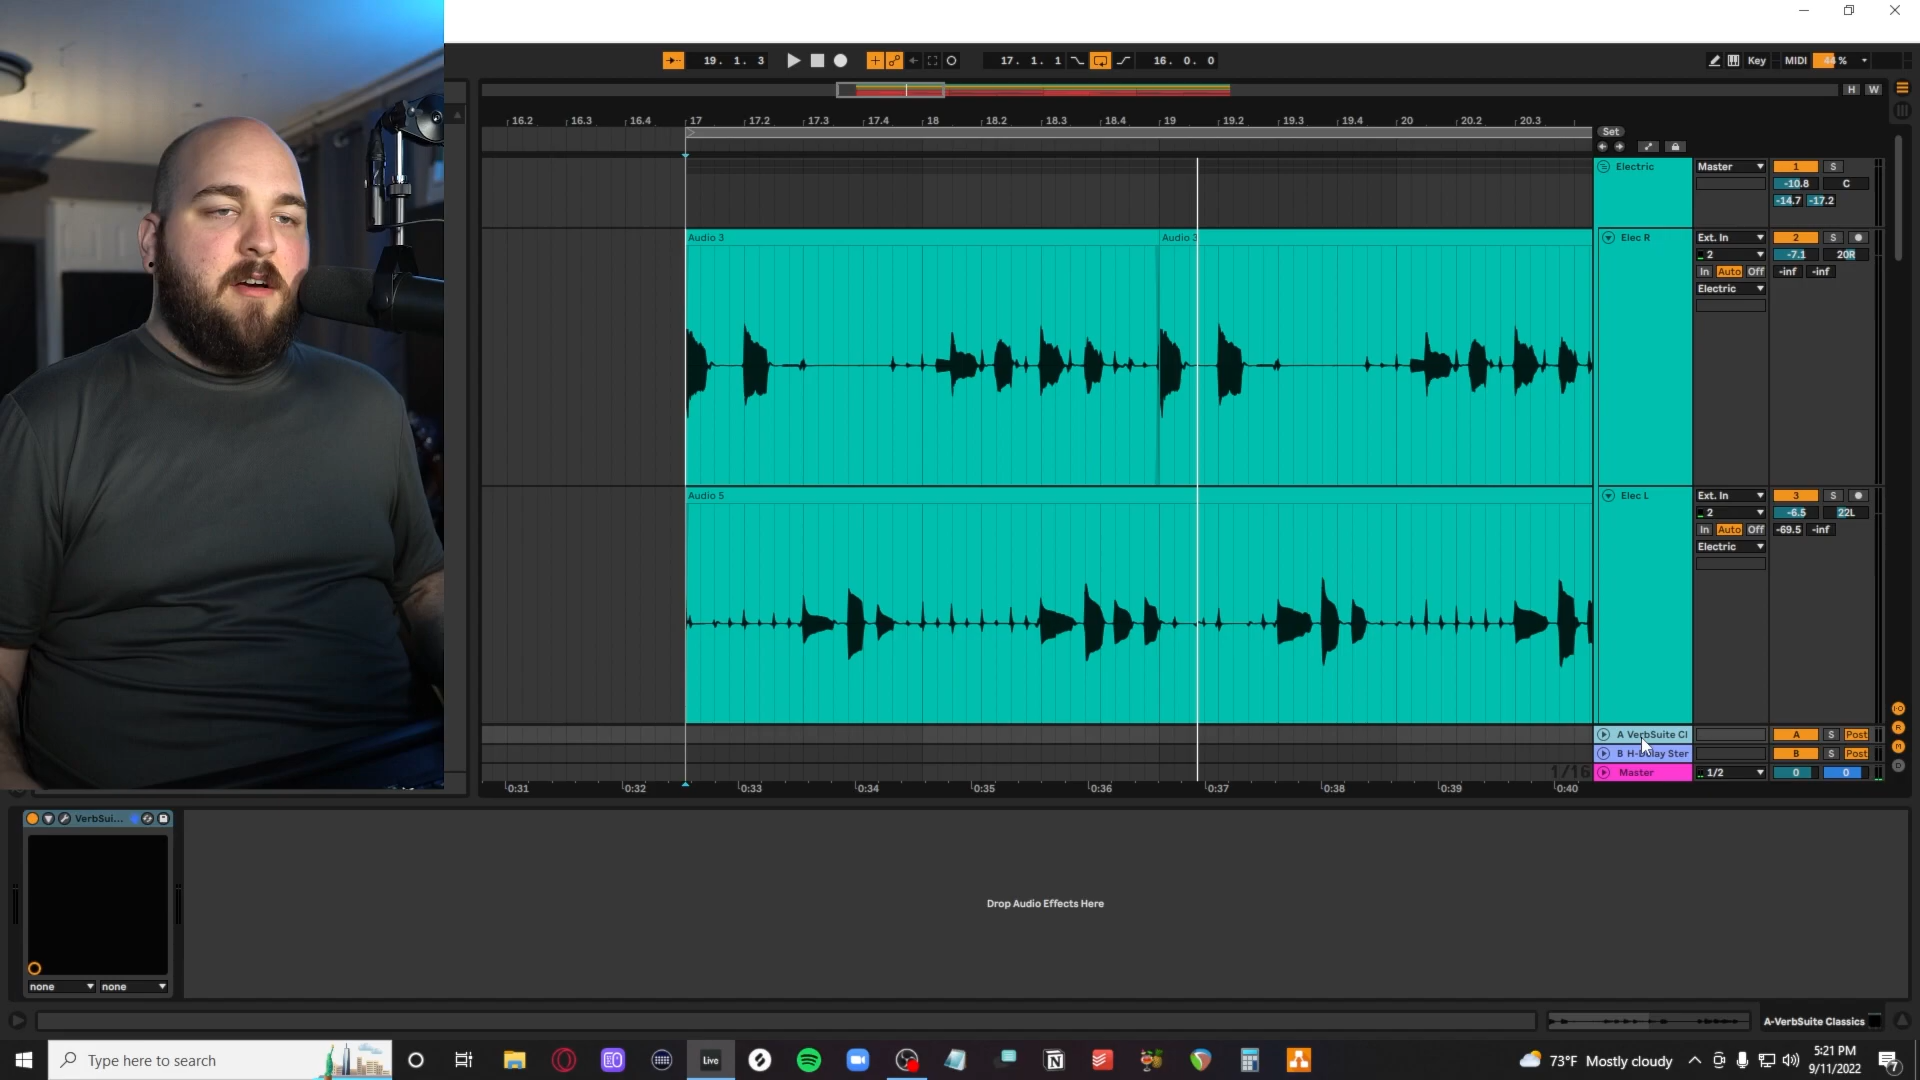 19. 1. 3
17. 1. 1
16. 0. 0
Key
MIDI
44 %
H
W
16.2
16.3
16.4
17
17.2
17.3
17.4
18
18.2
18.3
18.4
19
19.2
19.3
19.4
20
20.2
20.3
Set
Electric
Master
1
S
-10.8
C
-14.7
-17.2
Audio 3
Audio 3
Elec R
Ext. In
2
S
2
-7.1
20R
In
Auto
Off
-inf
-inf
Electric
Audio 5
Elec L
Ext. In
3
S
2
-6.5
22L
In
Auto
Off
-69.5
-inf
Electric
A VerbSuite Cl
A
S
Post
B H-Delay Ster
B
S
Post
1/16
Master
1/2
0
0
0:31
0:32
0:33
0:34
0:35
0:36
0:37
0:38
0:39
0:40
VerbSui...
Drop Audio Effects Here
none
none
A-VerbSuite Classics
Type here to search
Live
73°F Mostly cloudy
5:21 PM
9/11/2022
7